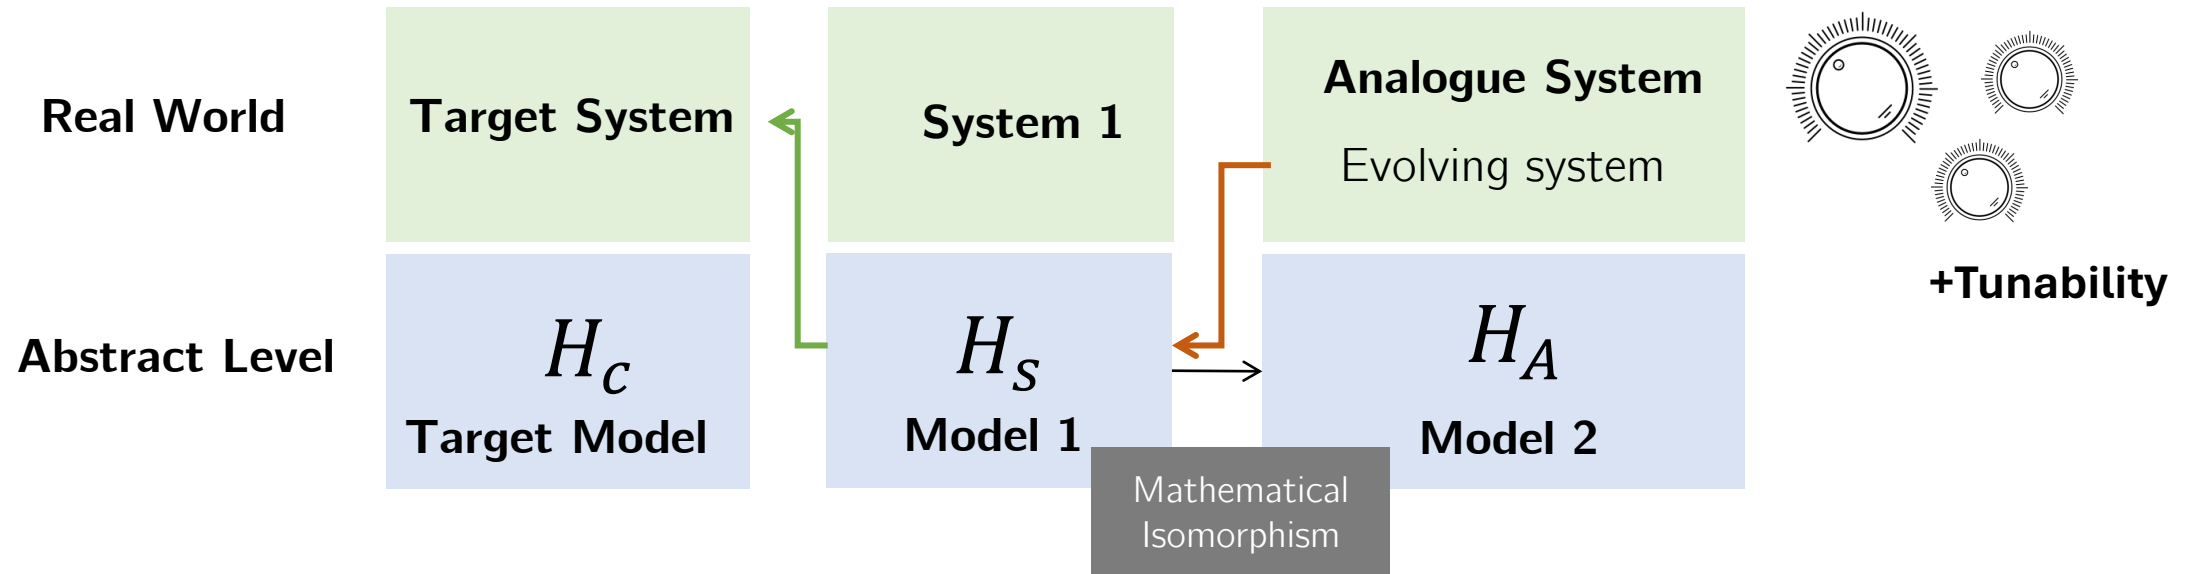 Real World
Target System
System 1
Analogue System
Evolving system
+Tunability
Abstract Level
H_c
Target Model
H_s
Model 1
H_A
Model 2
Mathematical
Isomorphism